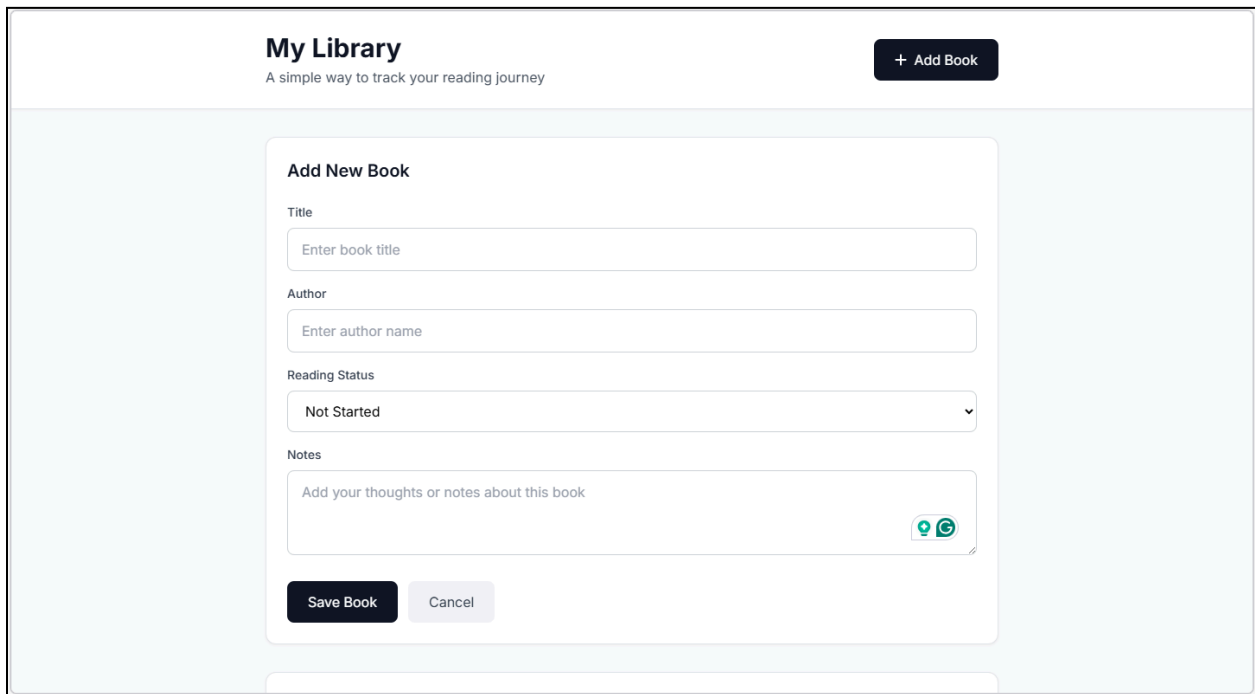 My Library
A simple way to track your reading journey
+ Add Book
Add New Book
Title
Enter book title
Author
Enter author name
Reading Status
Not Started
Notes
Add your thoughts or notes about this book
G
Save Book
Cancel